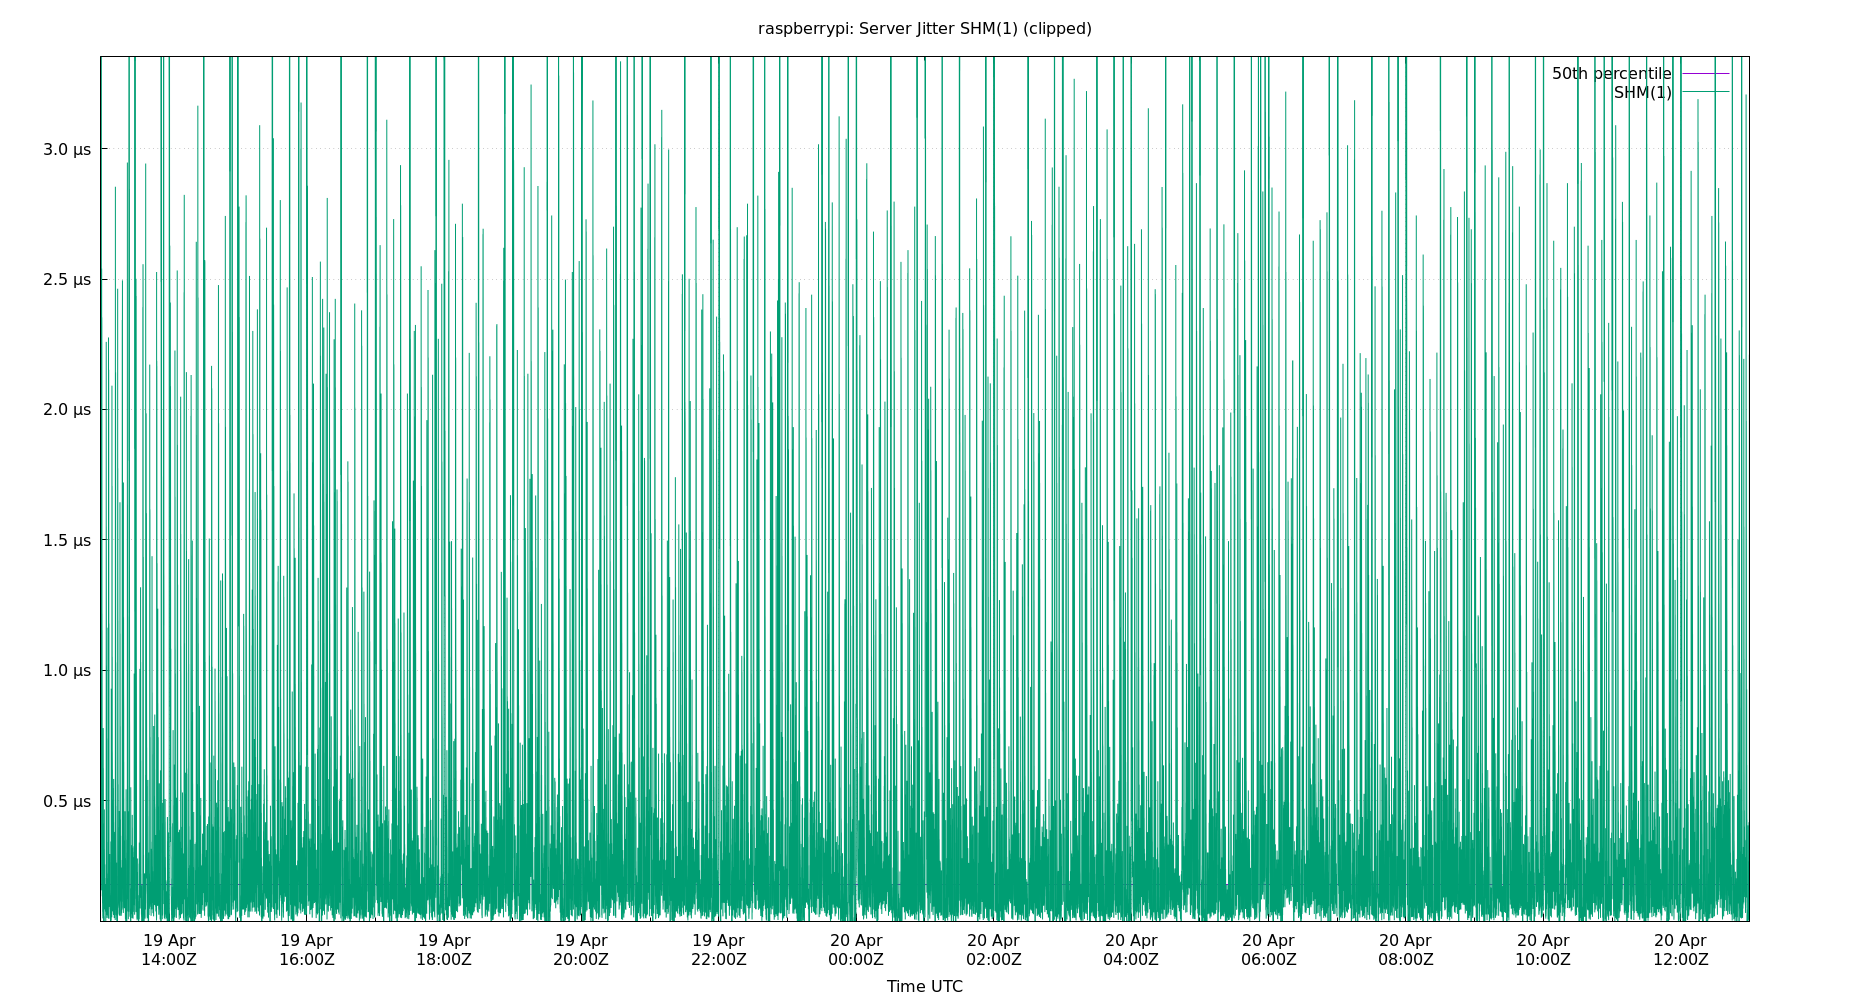 raspberrypi: Server Jitter SHM(1) (clipped)
50th percentile
SHM(1)
3.0 µs
2.5 µs
2.0 µs
1.5 µs
1.0 µs
0.5 µs
19 Apr 19 Apr 19 Apr 19 Apr 19 Apr 20 Apr 20 Apr 20 Apr 20 Apr 20 Apr 20 Apr 20 Apr
14:00Z 16:00Z 18:00Z 20:00Z 22:00Z 00:00Z 02:00Z 04:00Z 06:00Z 08:00Z 10:00Z 12:00Z
Time UTC